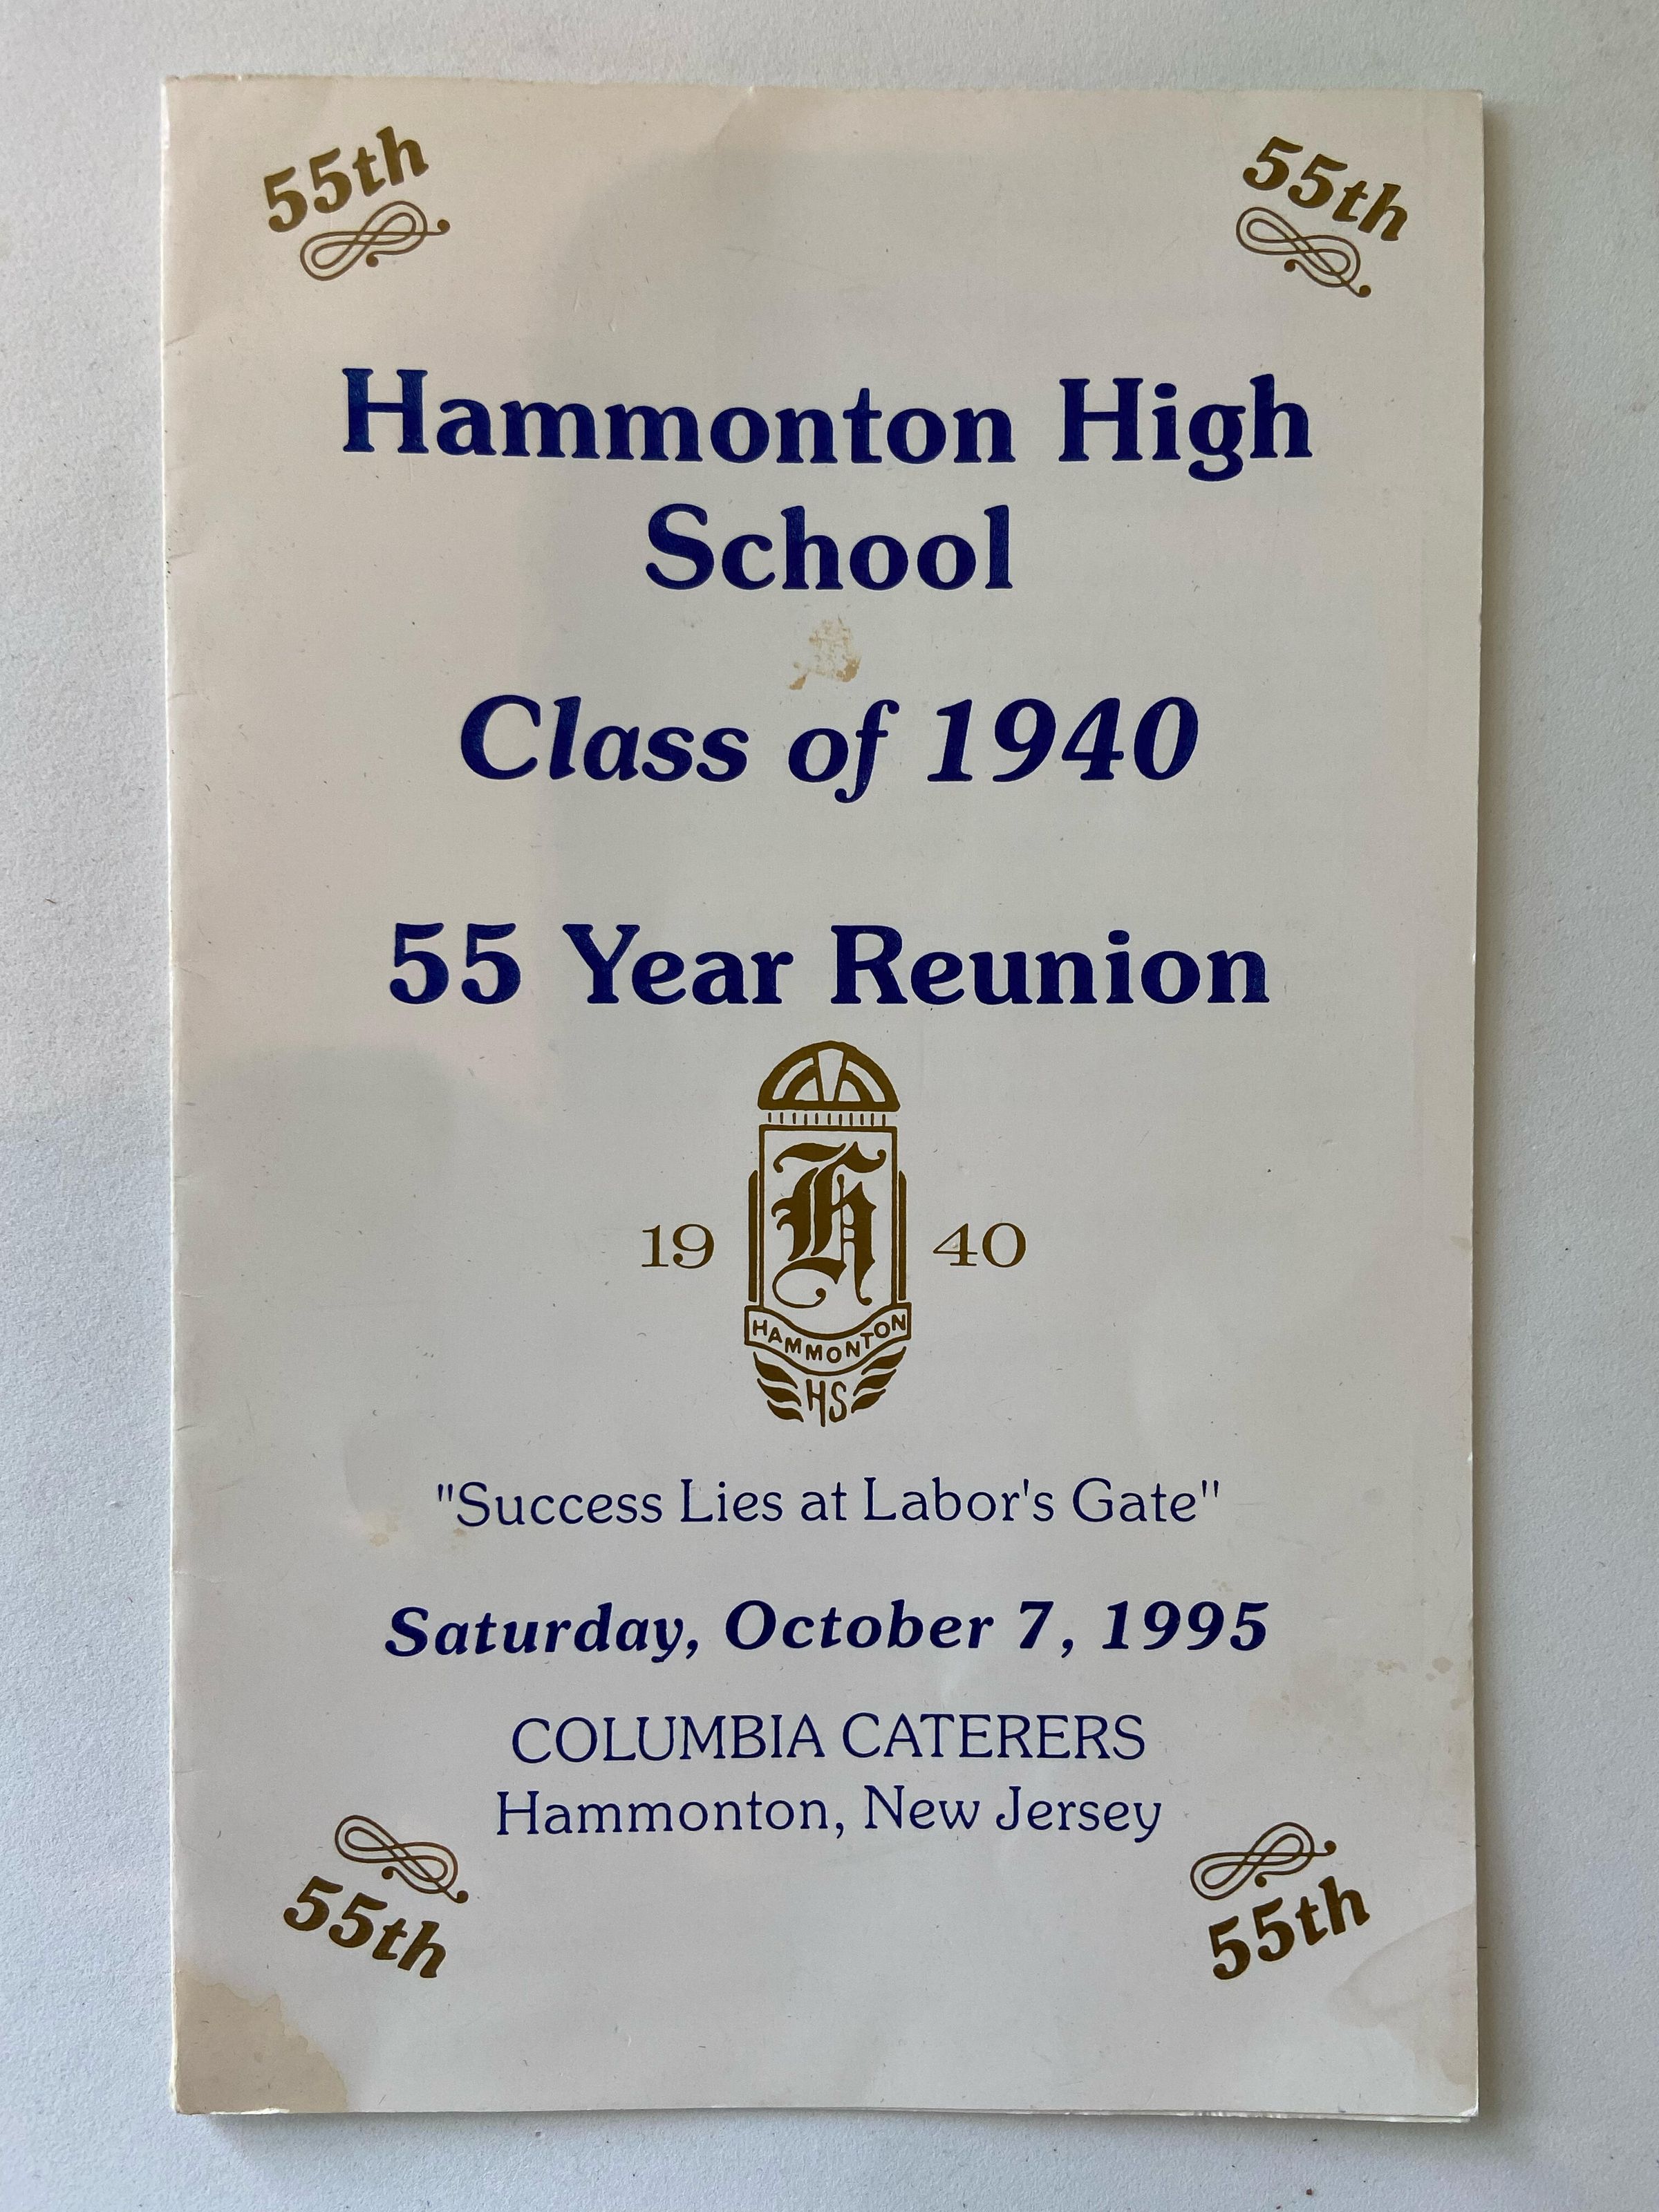 55th
55th
Hammonton High
School
Class of 1940
55 Year Reunion
H
19 40
HAMMONTON
HS
"Success Lies at Labor's Gate"
Saturday, October 7, 1995
COLUMBIA CATERERS
Hammonton, New Jersey
55th
55th